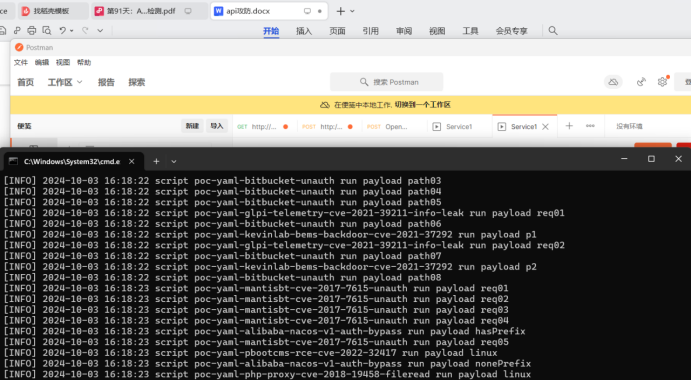 ce 找稻壳模板 第91天：A...检测.pdf api攻防.docx
开始 插入 页面 引用 审阅 视图 工具 会员专享
Postman
文件 编辑 视图 帮助
首页 工作区 报告 探索 搜索 Postman
在便笺中本地工作. 切换到一个工作区
便笺 新建 导入 GET http://... POST http:/... POST Open... Service1 Service1 没有环境
C:\Windows\System32\cmd.e
[INFO] 2024-10-03 16:18:22 script poc-yaml-bitbucket-unauth run payload path03
[INFO] 2024-10-03 16:18:22 script poc-yaml-bitbucket-unauth run payload path04
[INFO] 2024-10-03 16:18:22 script poc-yaml-bitbucket-unauth run payload path05
[INFO] 2024-10-03 16:18:22 script poc-yaml-glpi-telemetry-cve-2021-39211-info-leak run payload req01
[INFO] 2024-10-03 16:18:22 script poc-yaml-bitbucket-unauth run payload path06
[INFO] 2024-10-03 16:18:22 script poc-yaml-kevinlab-bems-backdoor-cve-2021-37292 run payload p1
[INFO] 2024-10-03 16:18:22 script poc-yaml-glpi-telemetry-cve-2021-39211-info-leak run payload req02
[INFO] 2024-10-03 16:18:22 script poc-yaml-bitbucket-unauth run payload path07
[INFO] 2024-10-03 16:18:22 script poc-yaml-kevinlab-bems-backdoor-cve-2021-37292 run payload p2
[INFO] 2024-10-03 16:18:22 script poc-yaml-bitbucket-unauth run payload path08
[INFO] 2024-10-03 16:18:23 script poc-yaml-mantisbt-cve-2017-7615-unauth run payload req01
[INFO] 2024-10-03 16:18:23 script poc-yaml-mantisbt-cve-2017-7615-unauth run payload req02
[INFO] 2024-10-03 16:18:23 script poc-yaml-mantisbt-cve-2017-7615-unauth run payload req03
[INFO] 2024-10-03 16:18:23 script poc-yaml-mantisbt-cve-2017-7615-unauth run payload req04
[INFO] 2024-10-03 16:18:23 script poc-yaml-alibaba-nacos-v1-auth-bypass run payload hasPrefix
[INFO] 2024-10-03 16:18:23 script poc-yaml-mantisbt-cve-2017-7615-unauth run payload req05
[INFO] 2024-10-03 16:18:23 script poc-yaml-pbootcms-rce-cve-2022-32417 run payload linux
[INFO] 2024-10-03 16:18:23 script poc-yaml-alibaba-nacos-v1-auth-bypass run payload nonePrefix
[INFO] 2024-10-03 16:18:23 script poc-yaml-php-proxy-cve-2018-19458-fileread run payload linux